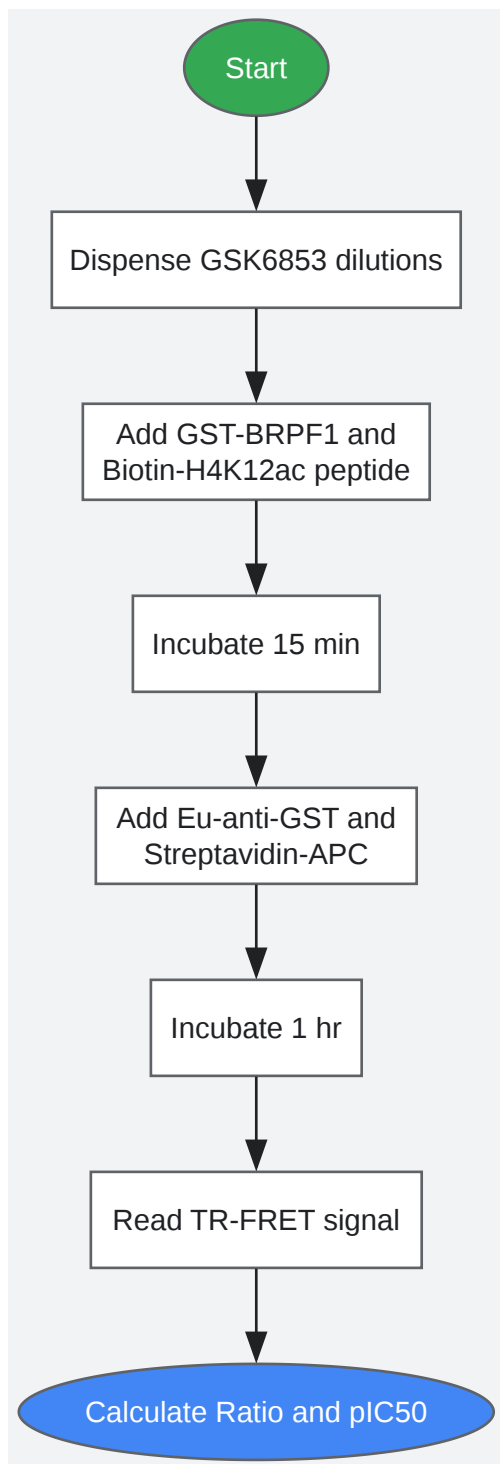 Start
Dispense GSK6853 dilutions
Add GST-BRPF1 and
Biotin-H4K12ac peptide
Incubate 15 min
Add Eu-anti-GST and
Streptavidin-APC
Incubate 1 hr
Read TR-FRET signal
Calculate Ratio and pIC50